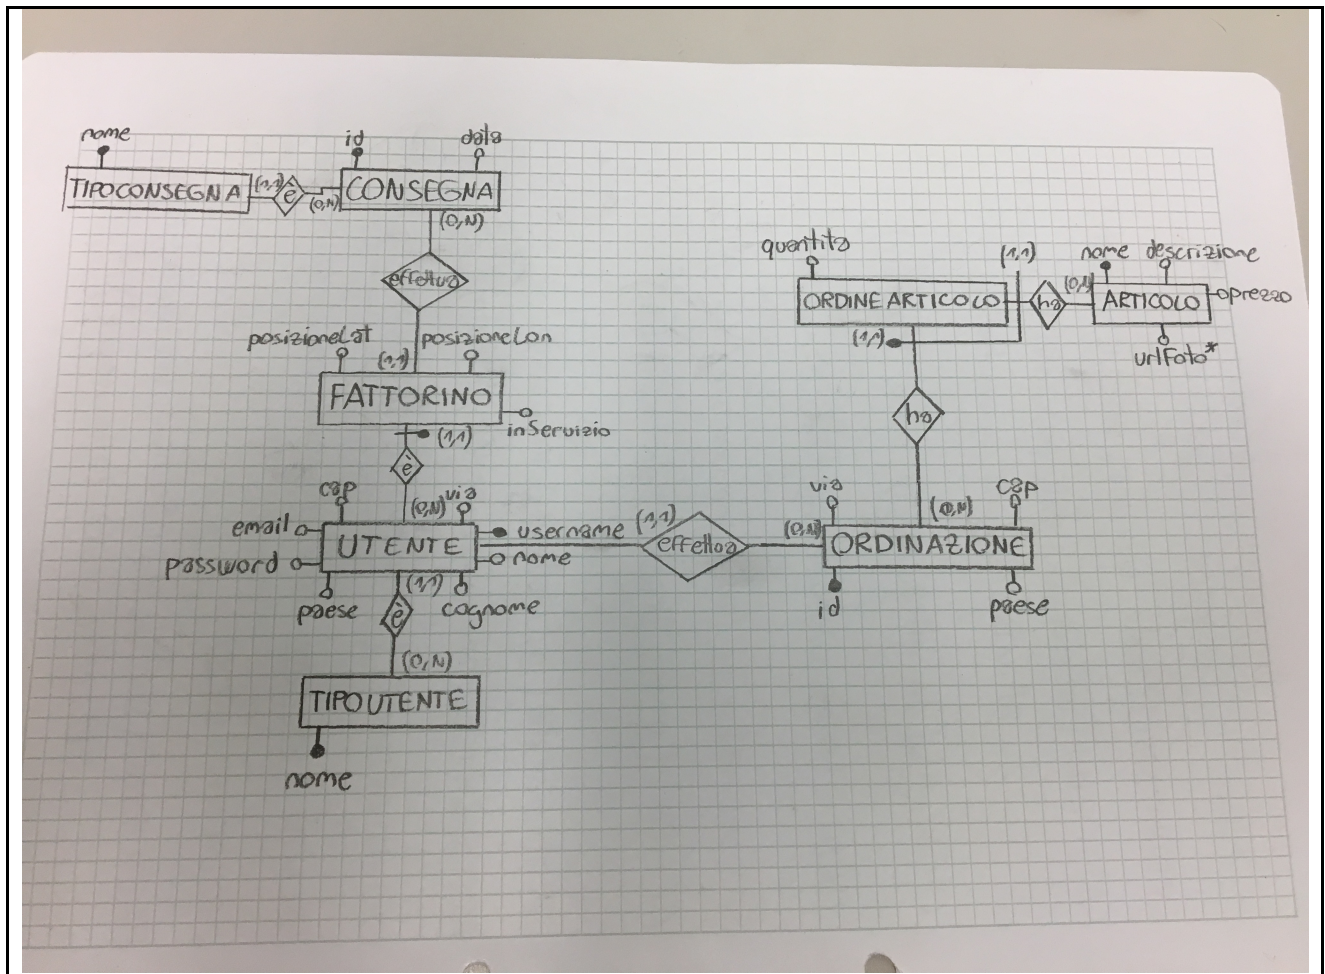 nome
id
data
TIPOCONSEGNA
(1,1)
è
(0,N)
CONSEGNA
(0,N)
effettua
quantità
(1,1)
nome
descrizione
ORDINEARTICOLO
ha
(0,N)
ARTICOLO
prezzo
(1,1)
urlFoto*
posizioneLat
posizioneLon
(1,1)
FATTORINO
inServizio
(1,1)
è
ha
cap
(0,N)
via
via
(0,N)
cap
email
username
(1,1)
(0,N)
UTENTE
effettua
ORDINAZIONE
password
nome
paese
(1,1)
cognome
id
paese
è
(0,N)
TIPOUTENTE
nome